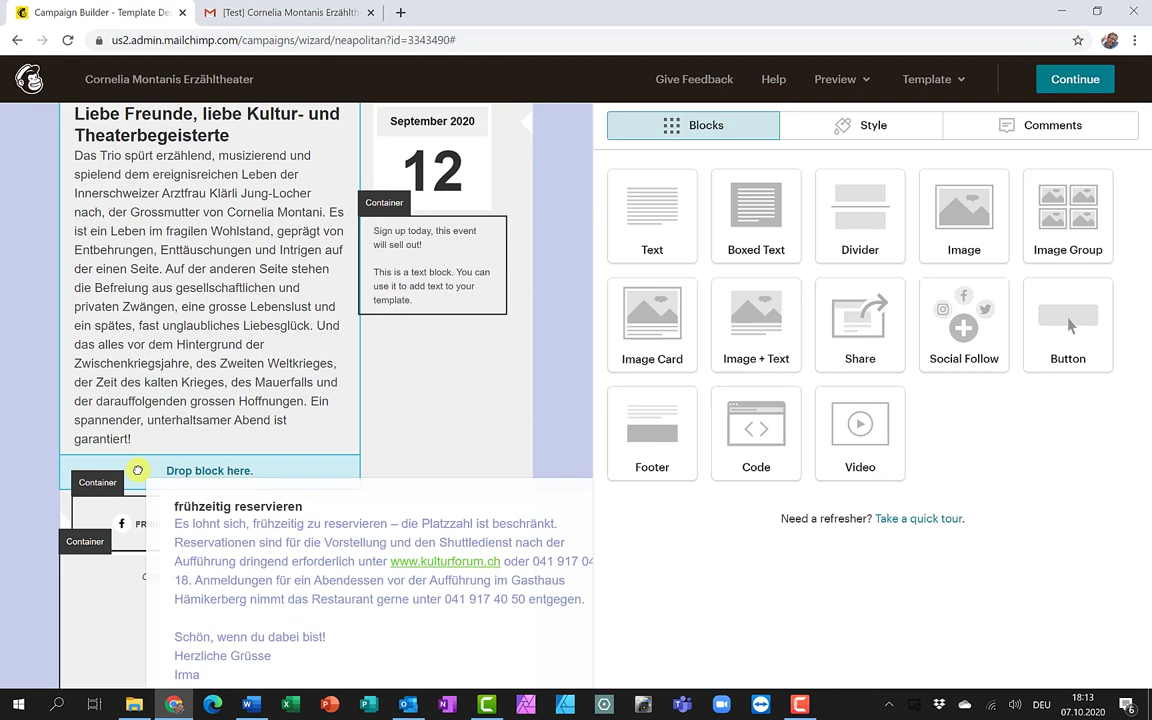 Campaign Builder - Template De
[Test] Cornelia Montanis Erzählth
us2.admin.mailchimp.com/campaigns/wizard/neapolitan?id=3343490#
Cornelia Montanis Erzähltheater
Give Feedback
Help
Preview
Template
Continue
Liebe Freunde, liebe Kultur- und
Theaterbegeisterte
Das Trio spürt erzählend, musizierend und
spielend dem ereignisreichen Leben der
Innerschweizer Arztfrau Klärli Jung-Locher
nach, der Grossmutter von Cornelia Montani. Es
ist ein Leben im fragilen Wohlstand, geprägt von
Entbehrungen, Enttäuschungen und Intrigen auf
der einen Seite. Auf der anderen Seite stehen
die Befreiung aus gesellschaftlichen und
privaten Zwängen, eine grosse Lebenslust und
ein spätes, fast unglaubliches Liebesglück. Und
das alles vor dem Hintergrund der
Zwischenkriegsjahre, des Zweiten Weltkrieges,
der Zeit des kalten Krieges, des Mauerfalls und
der darauffolgenden grossen Hoffnungen. Ein
spannender, unterhaltsamer Abend ist
garantiert!
September 2020
12
Container
Sign up today, this event
will sell out!
This is a text block. You can
use it to add text to your
template.
Drop block here.
Container
Container
frühzeitig reservieren
Es lohnt sich, frühzeitig zu reservieren – die Platzzahl ist beschränkt.
Reservationen sind für die Vorstellung und den Shuttledienst nach der
Aufführung dringend erforderlich unter www.kulturforum.ch oder 041 917 04
18. Anmeldungen für ein Abendessen vor der Aufführung im Gasthaus
Hämikerberg nimmt das Restaurant gerne unter 041 917 40 50 entgegen.
Schön, wenn du dabei bist!
Herzliche Grüsse
Irma
Blocks
Style
Comments
Text
Boxed Text
Divider
Image
Image Group
Image Card
Image + Text
Share
Social Follow
Button
Footer
Code
Video
Need a refresher? Take a quick tour.
DEU
18:13
07.10.2020
6